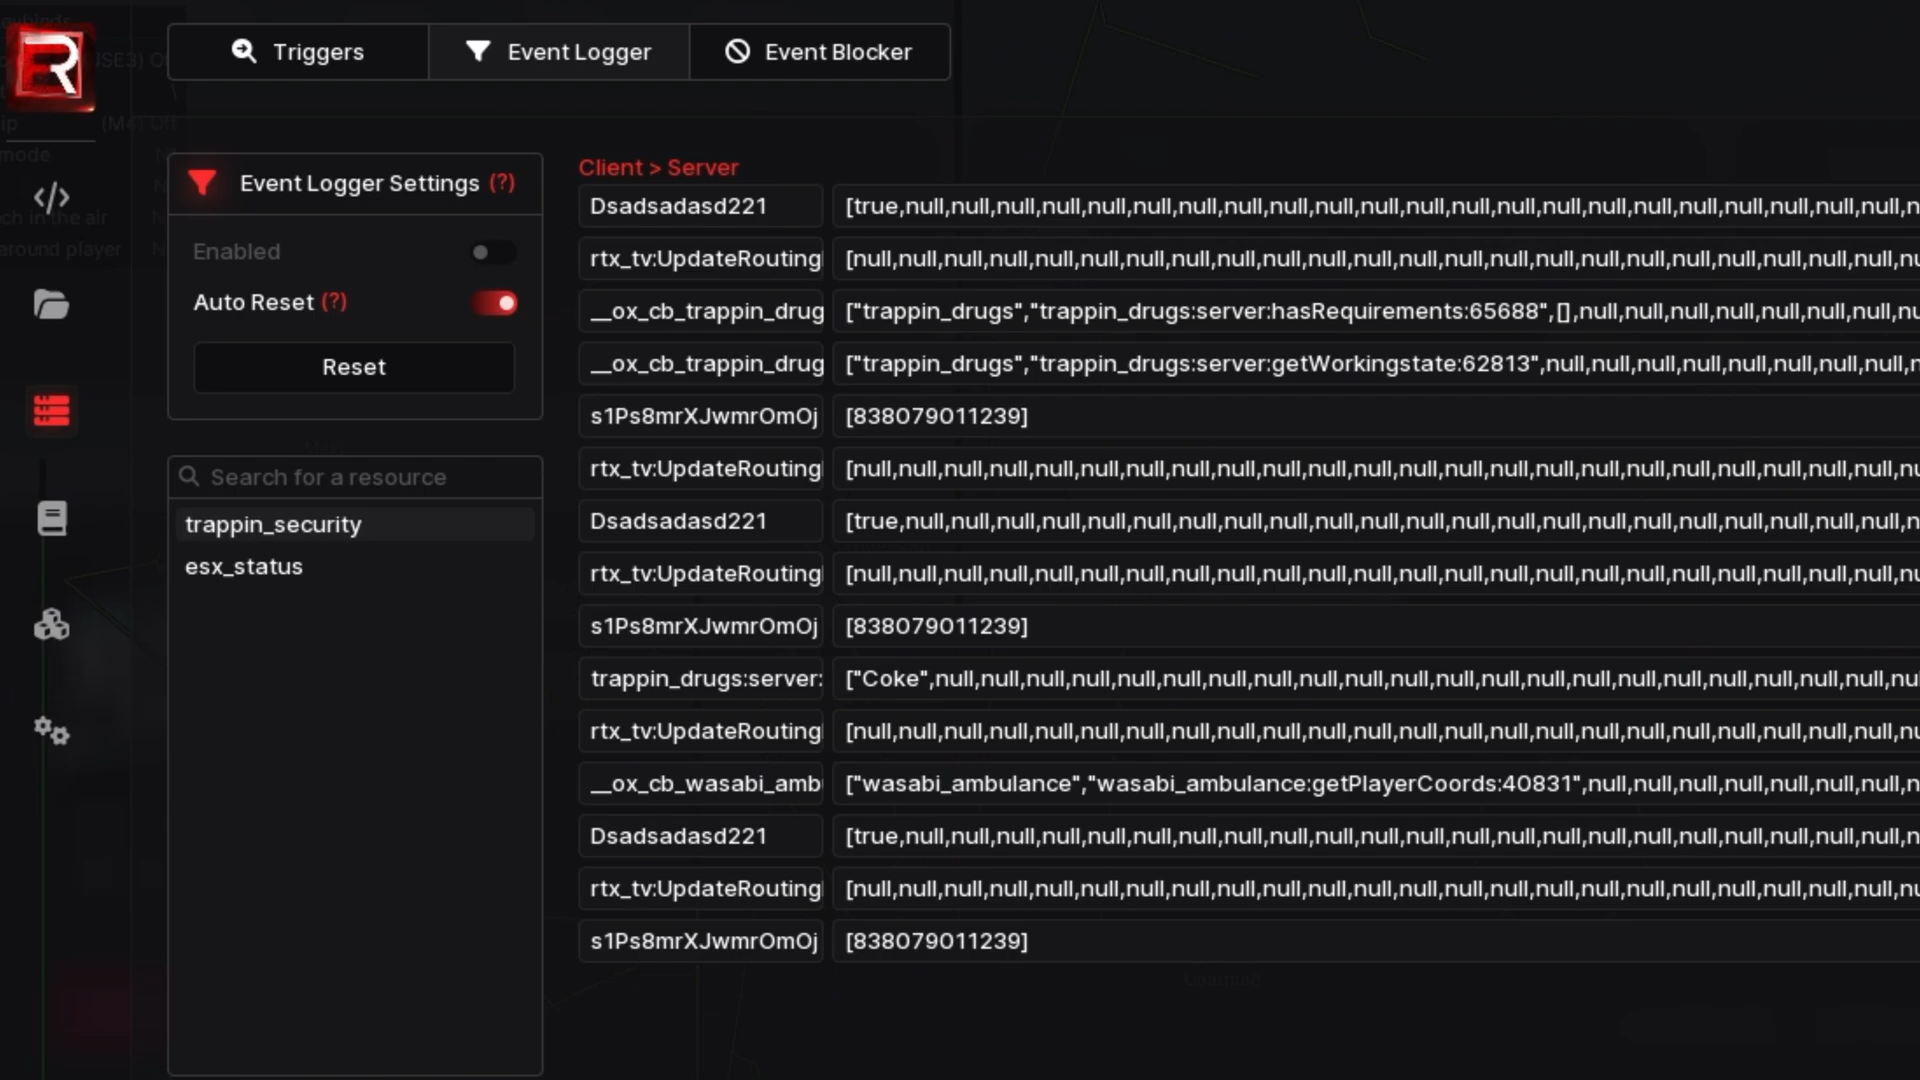 Triggers
Event Logger
Event Blocker
Event Logger Settings (?)
Enabled
Auto Reset (?)
Reset
Search for a resource
trappin_security
esx_status
Client > Server
Dsadsadasd221 [true,null,null,null,null,null,null,null,null,null,null,null,null,null,null,null,null,null,null,null,null,null,null,n
rtx_tv:UpdateRouting [null,null,null,null,null,null,null,null,null,null,null,null,null,null,null,null,null,null,null,null,null,null,null,nu
__ox_cb_trappin_drug ["trappin_drugs","trappin_drugs:server:hasRequirements:65688",[],null,null,null,null,null,null,null,nu
__ox_cb_trappin_drug ["trappin_drugs","trappin_drugs:server:getWorkingstate:62813",null,null,null,null,null,null,null,null,n
s1Ps8mrXJwmrOmOj [838079011239]
rtx_tv:UpdateRouting [null,null,null,null,null,null,null,null,null,null,null,null,null,null,null,null,null,null,null,null,null,null,null,nu
Dsadsadasd221 [true,null,null,null,null,null,null,null,null,null,null,null,null,null,null,null,null,null,null,null,null,null,null,n
rtx_tv:UpdateRouting [null,null,null,null,null,null,null,null,null,null,null,null,null,null,null,null,null,null,null,null,null,null,null,nu
s1Ps8mrXJwmrOmOj [838079011239]
trappin_drugs:server: ["Coke",null,null,null,null,null,null,null,null,null,null,null,null,null,null,null,null,null,null,null,null,null,nu
rtx_tv:UpdateRouting [null,null,null,null,null,null,null,null,null,null,null,null,null,null,null,null,null,null,null,null,null,null,null,nu
__ox_cb_wasabi_amb ["wasabi_ambulance","wasabi_ambulance:getPlayerCoords:40831",null,null,null,null,null,null,null,n
Dsadsadasd221 [true,null,null,null,null,null,null,null,null,null,null,null,null,null,null,null,null,null,null,null,null,null,null,n
rtx_tv:UpdateRouting [null,null,null,null,null,null,null,null,null,null,null,null,null,null,null,null,null,null,null,null,null,null,null,nu
s1Ps8mrXJwmrOmOj [838079011239]